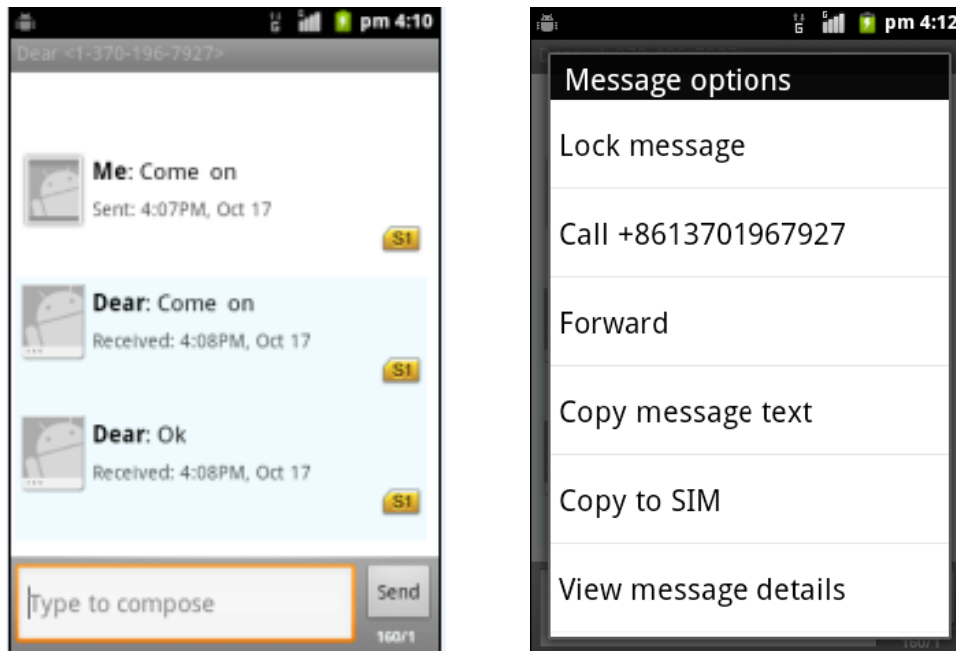 G pm 4:10
Dear <1-370-196-7927>
Me: Come on
Sent: 4:07PM, Oct 17
S1
Dear: Come on
Received: 4:08PM, Oct 17
S1
Dear: Ok
Received: 4:08PM, Oct 17
S1
Type to compose
Send
160/1
G G pm 4:12
Message options
Lock message
Call +8613701967927
Forward
Copy message text
Copy to SIM
View message details
160/1